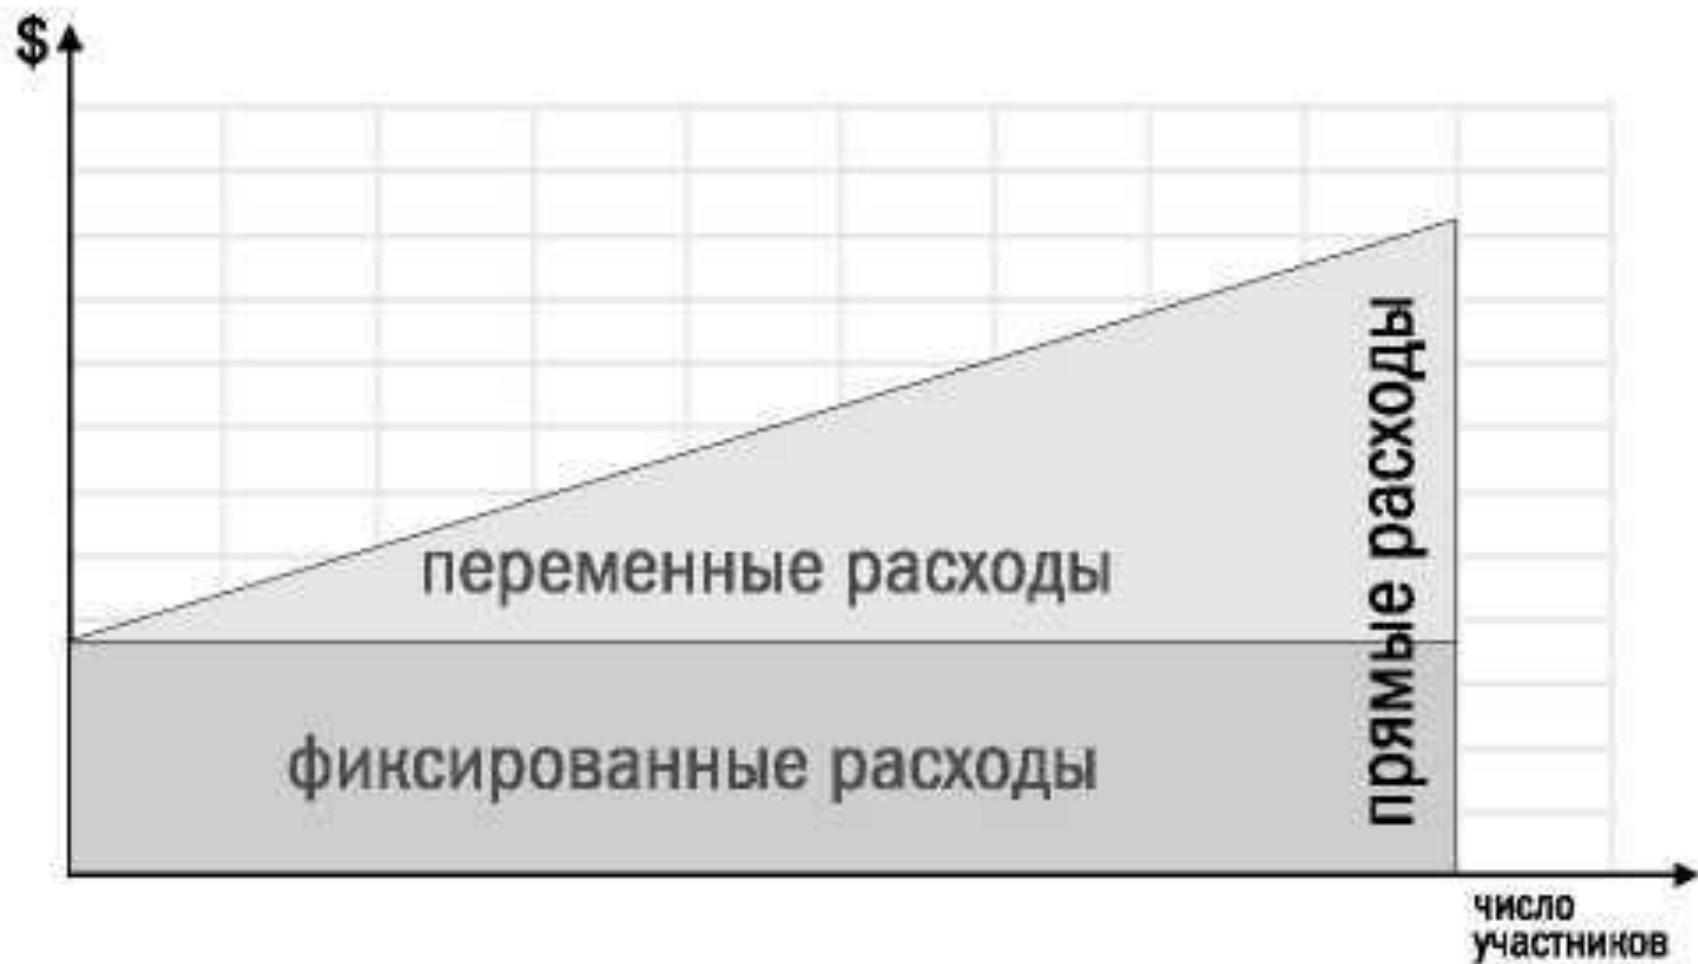 $
переменные расходы
фиксированные расходы
прямые расходы
число
участников